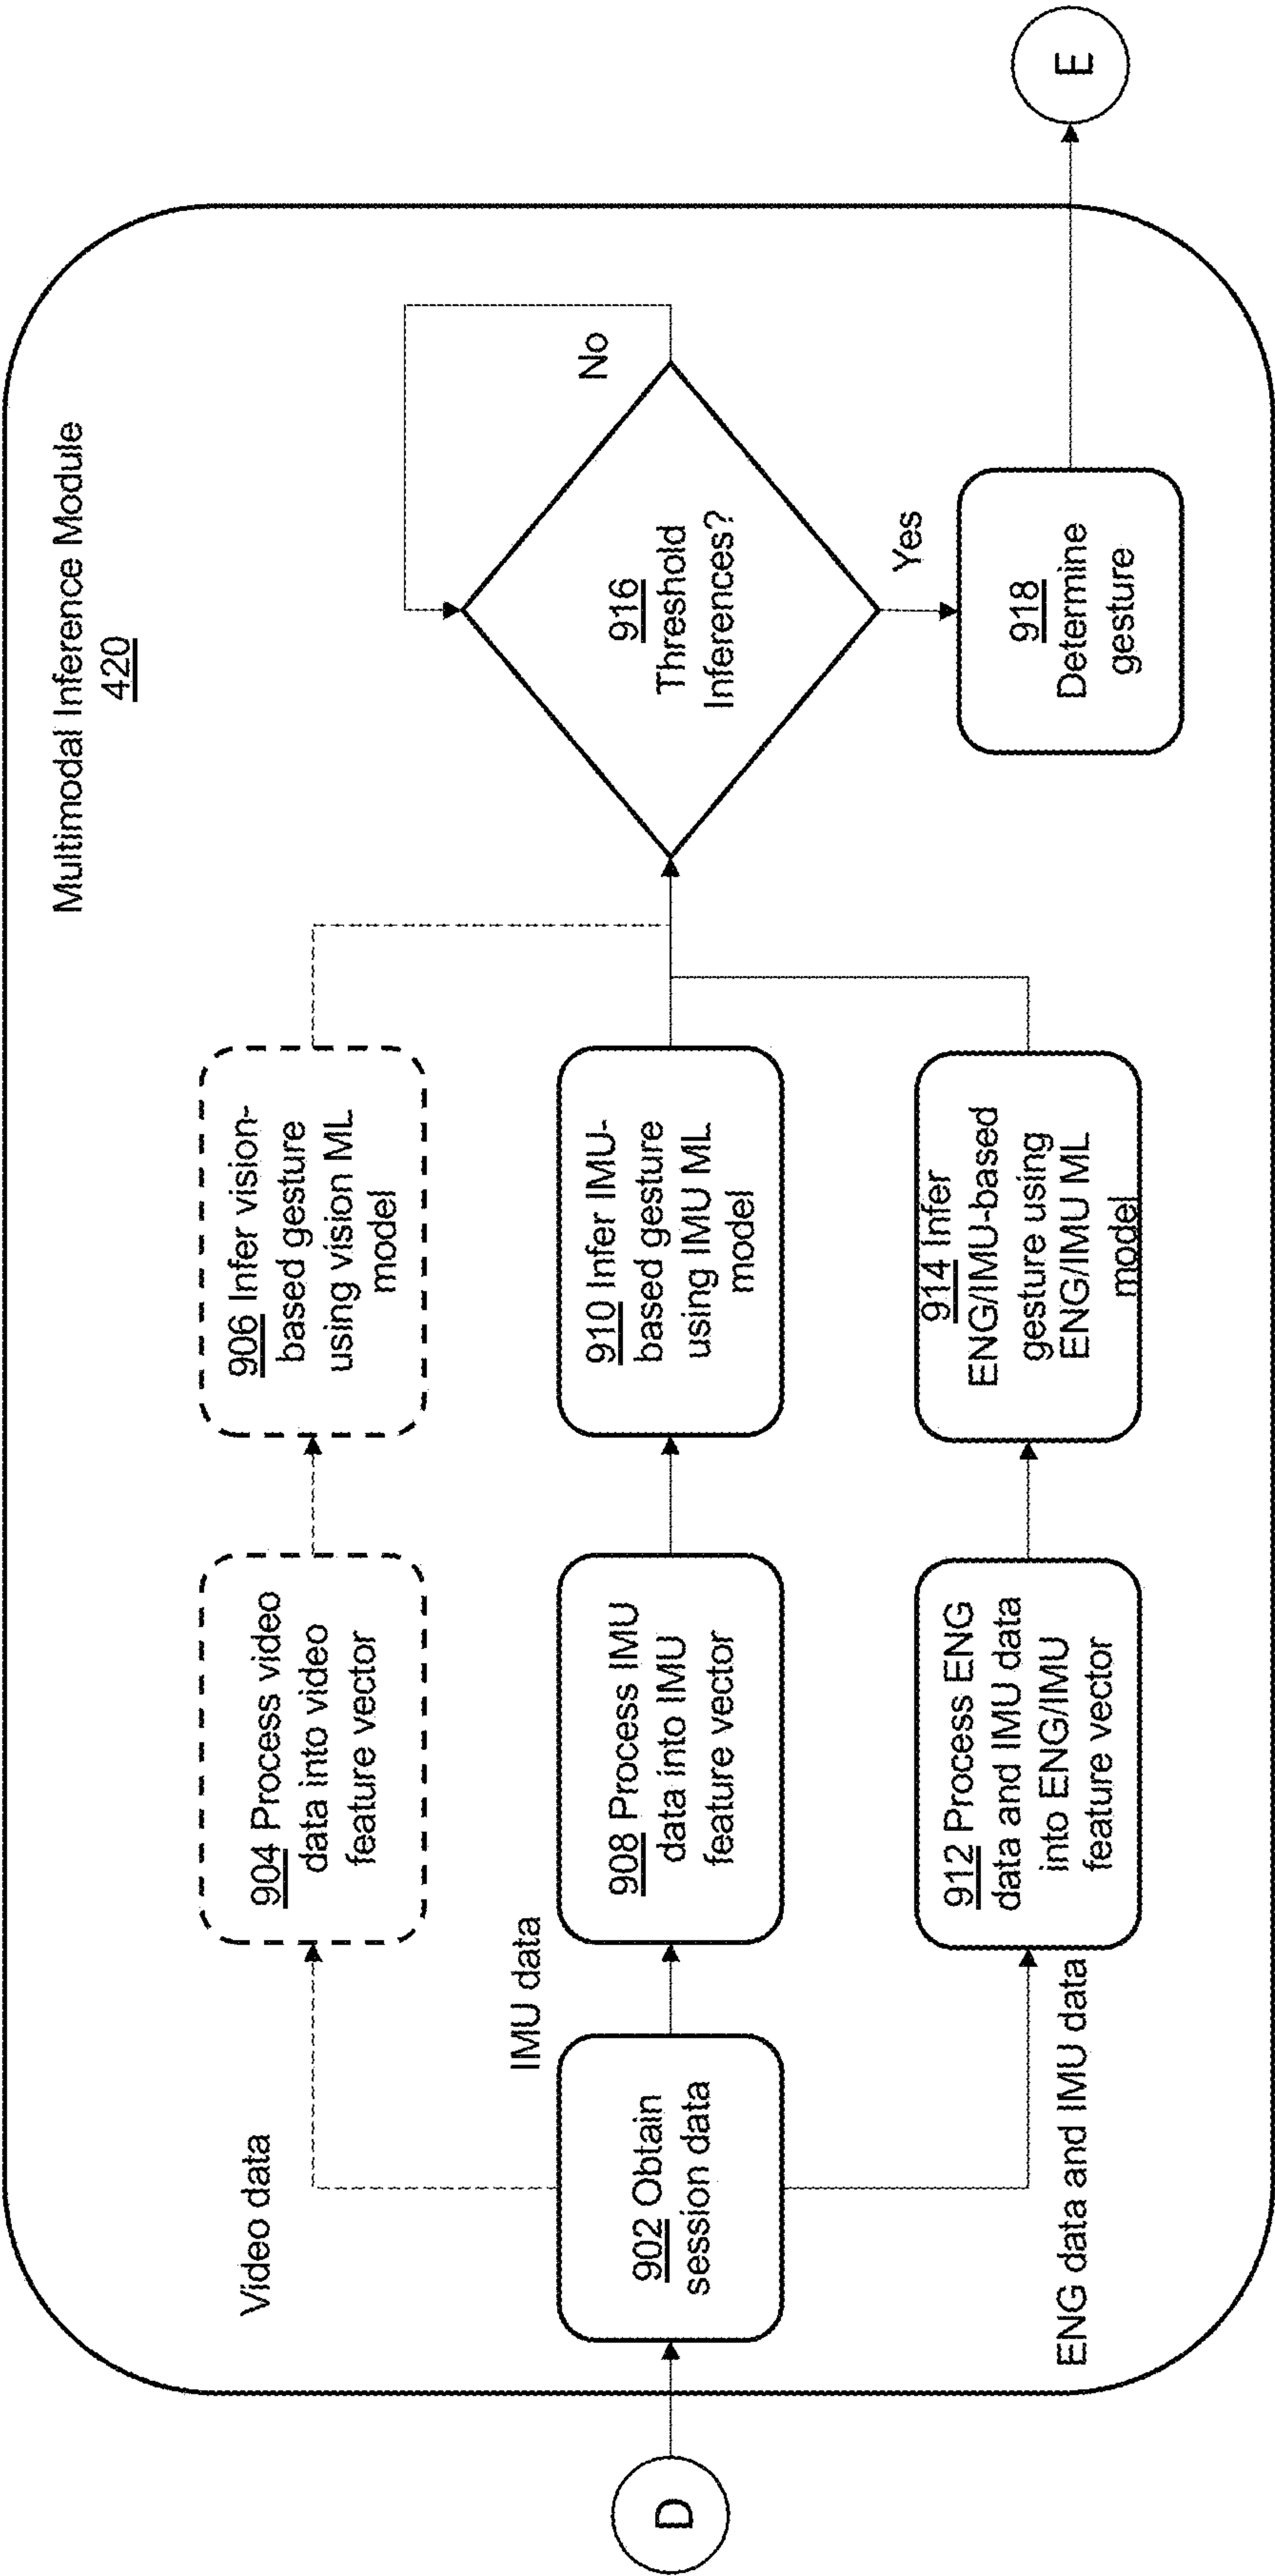 Multimodal Inference Module
420
D
902 Obtain
session data
Video data
904 Process video
data into video
feature vector
906 Infer vision-
based gesture
using vision ML
model
IMU data
908 Process IMU
data into IMU
feature vector
910 Infer IMU-
based gesture
using IMU ML
model
ENG data and IMU data
912 Process ENG
data and IMU data
into ENG/IMU
feature vector
914 Infer
ENG/IMU-based
gesture using
ENG/IMU ML
model
916
Threshold
Inferences?
No
Yes
918
Determine
gesture
E